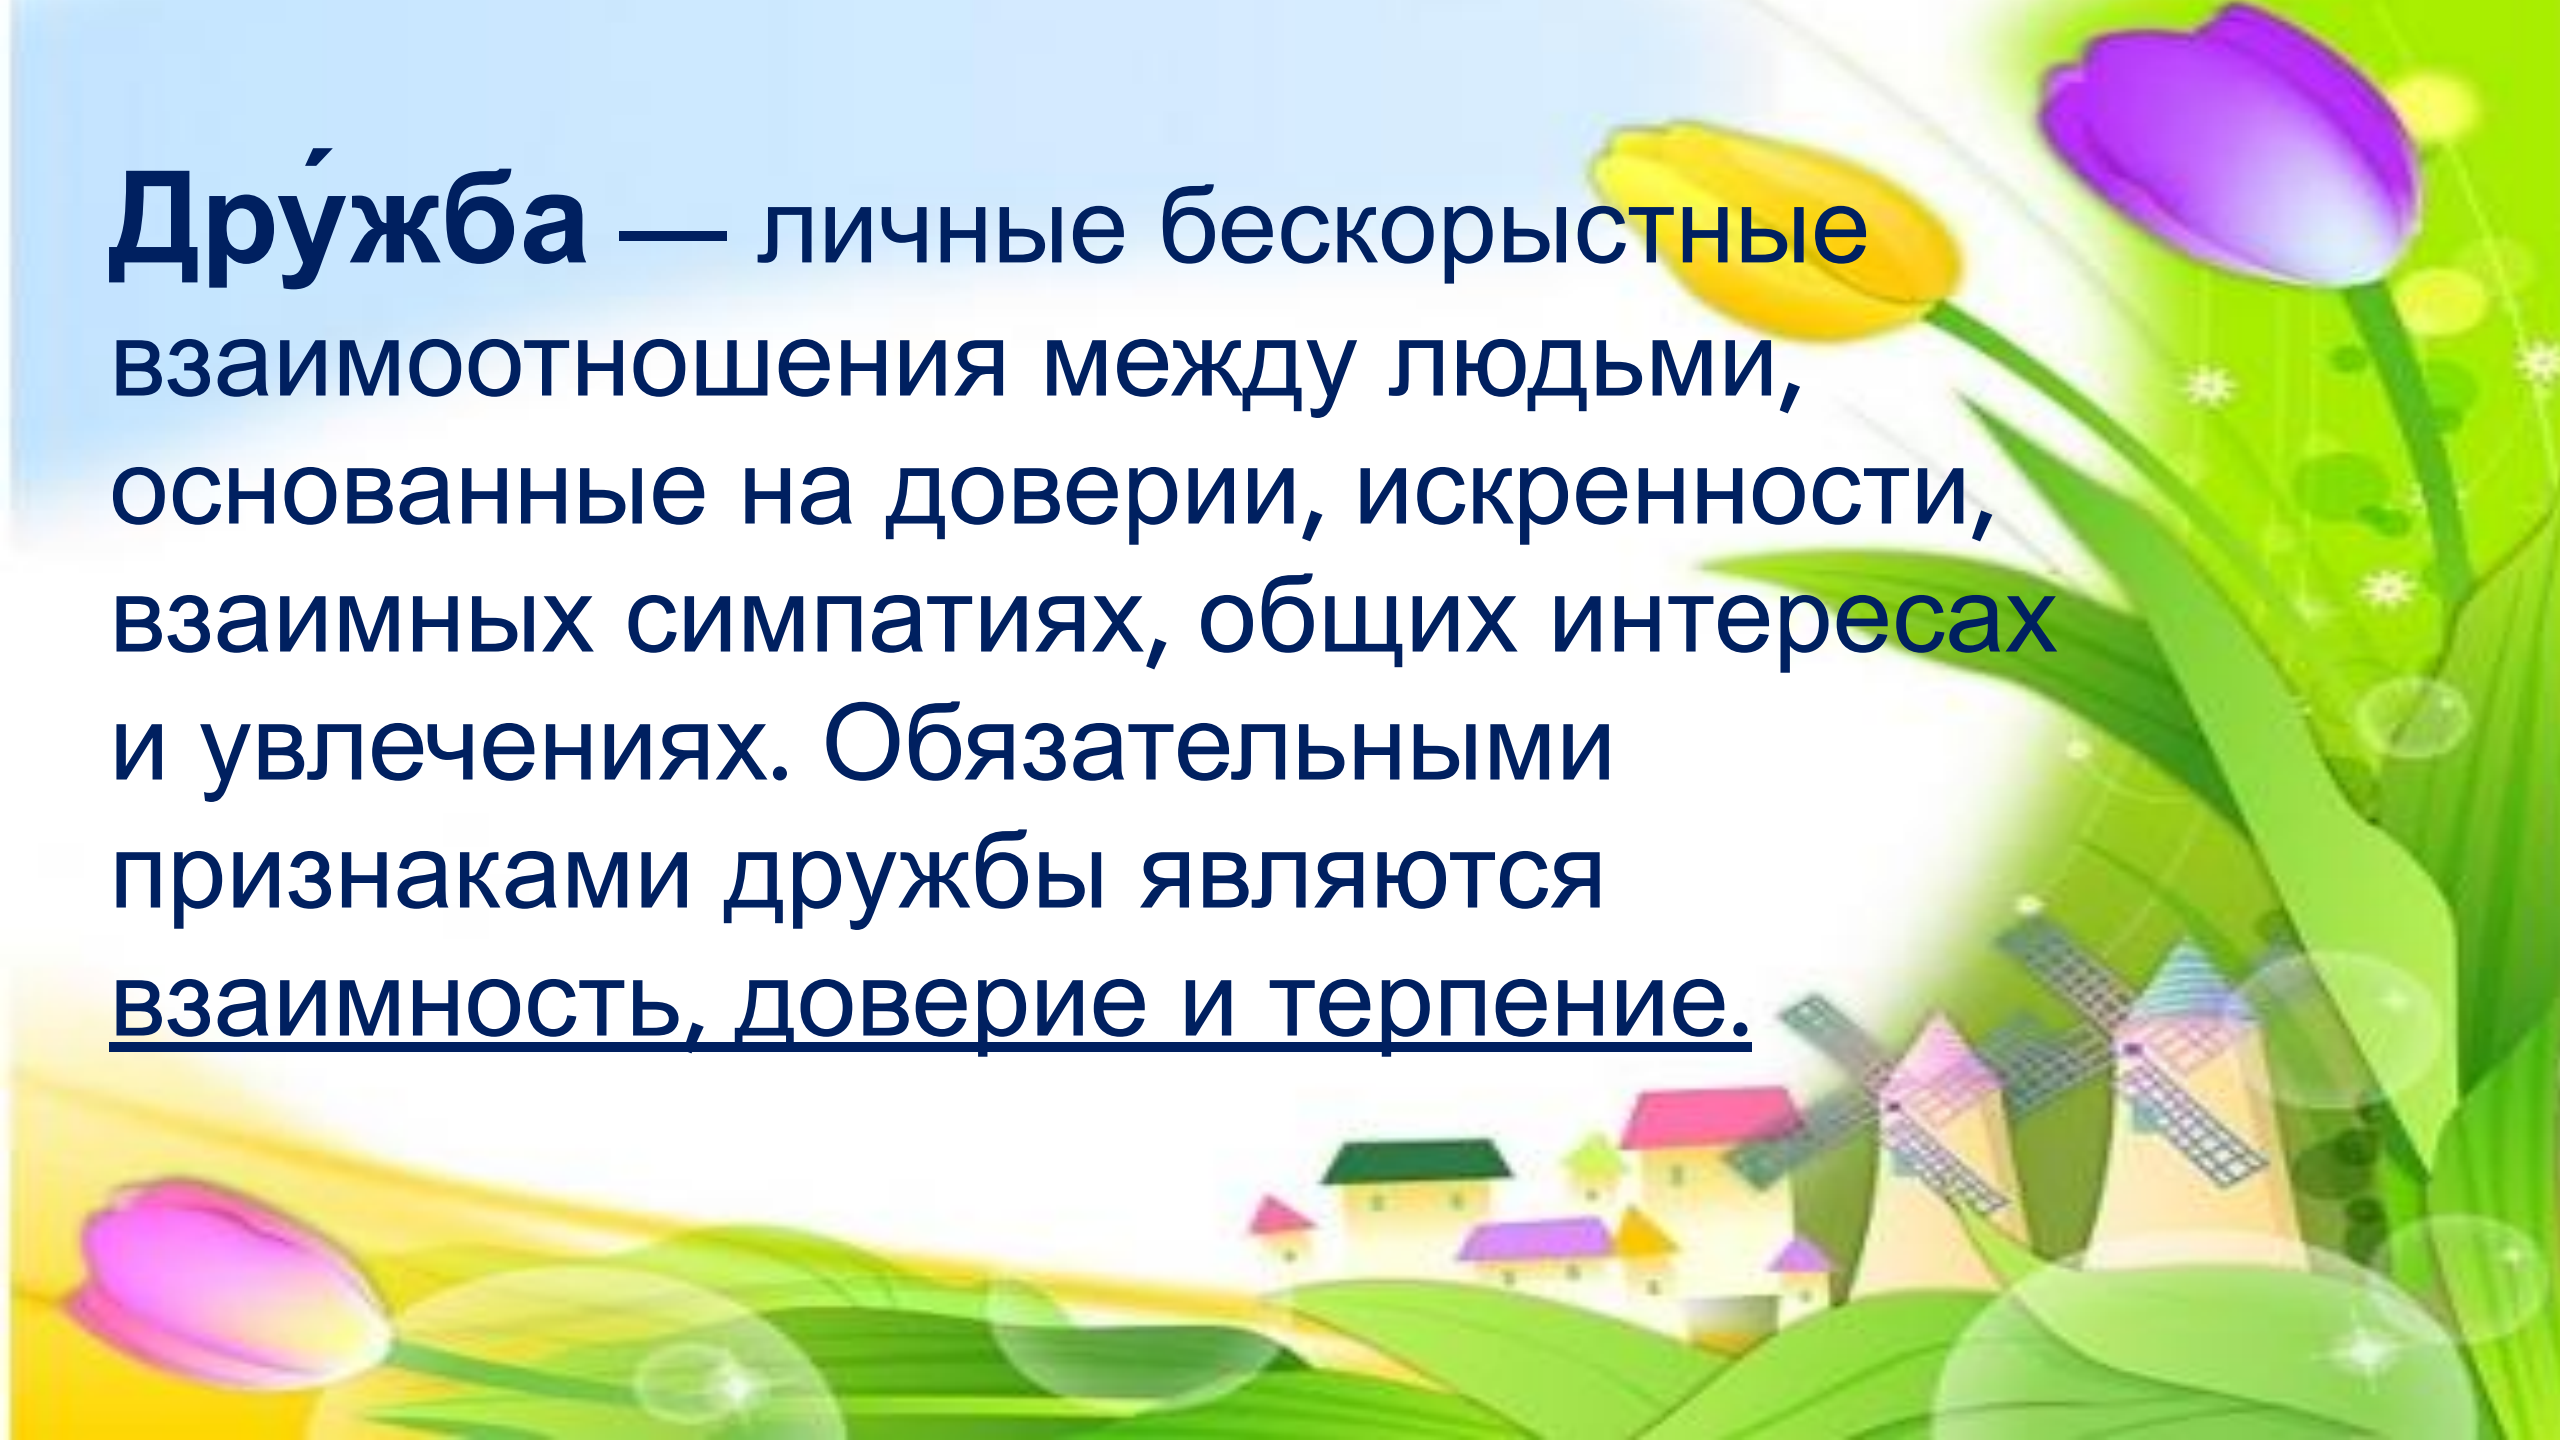 Дру́жба — личные бескорыстные
взаимоотношения между людьми,
основанные на доверии, искренности,
взаимных симпатиях, общих интересах
и увлечениях. Обязательными
признаками дружбы являются
взаимность, доверие и терпение.